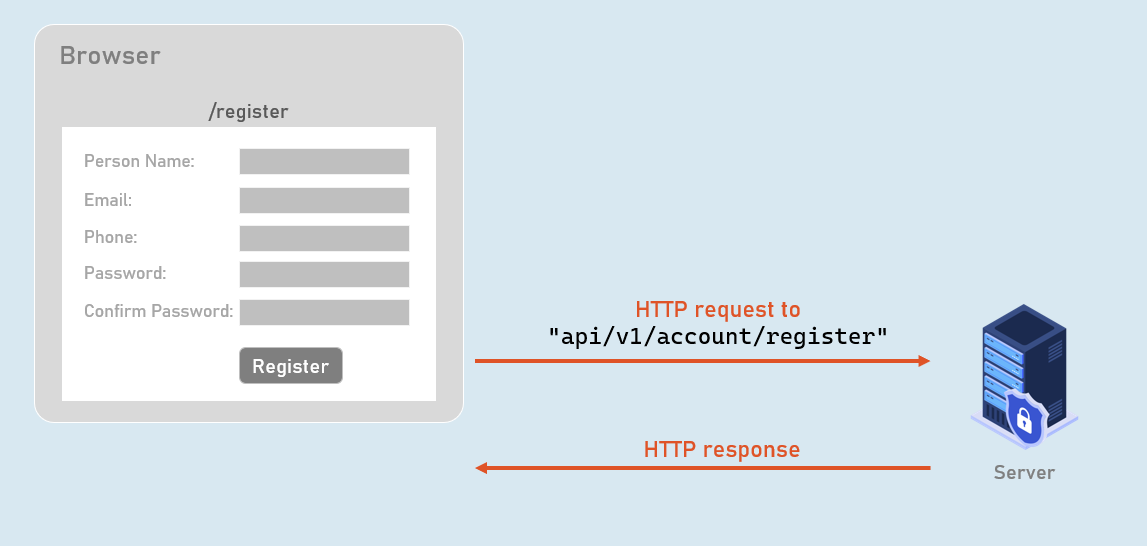 Browser
/register
Person Name:
Email:
Phone:
Password:
Confirm Password:
Register
HTTP request to
"api/v1/account/register"
HTTP response
Server